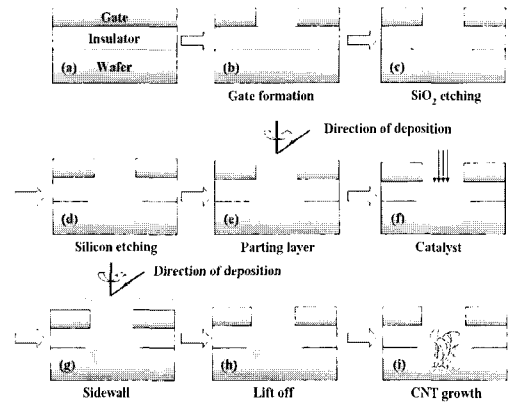 Gate
Insulator
(a) Wafer
(b)
(c)
Gate formation
SiO₂ etching
Direction of deposition
(d)
(e)
(f)
Silicon etching
Parting layer
Catalyst
Direction of deposition
(g)
(h)
(i)
Sidewall
Lift off
CNT growth